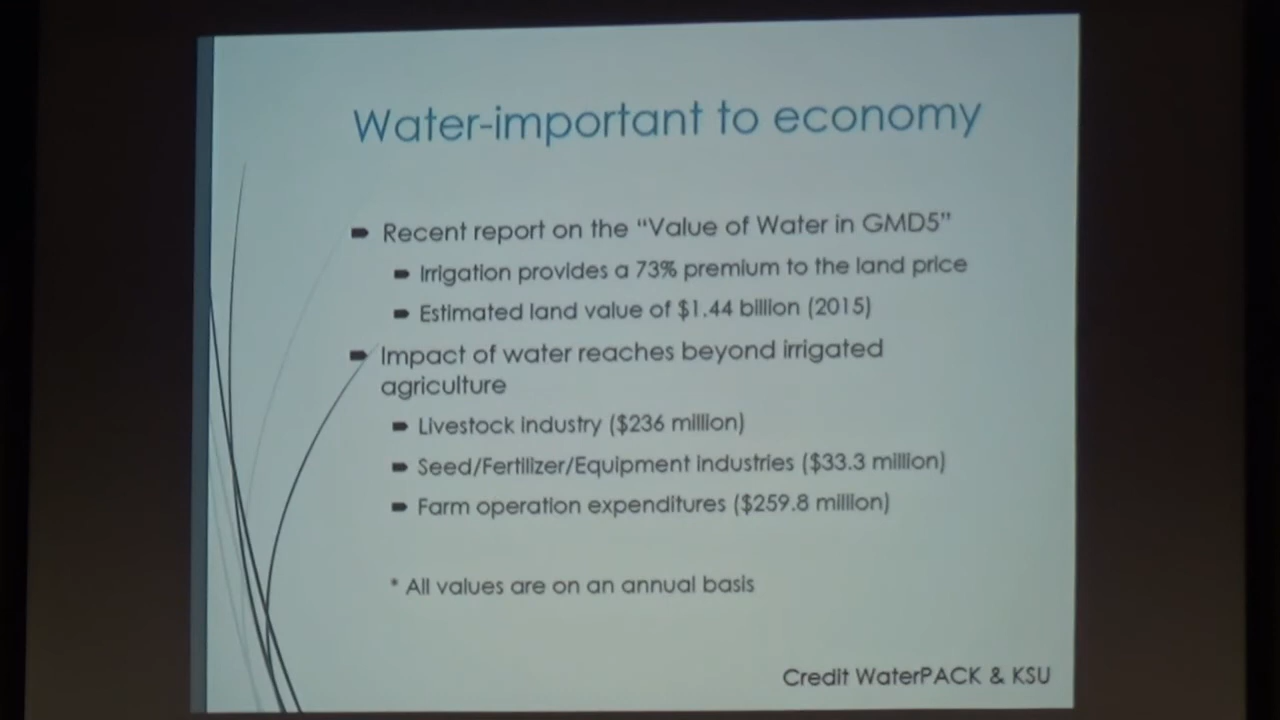 Water-important to economy
Recent report on the “Value of Water in GMD5”
Irrigation provides a 73% premium to the land price
Estimated land value of $1.44 billion (2015)
Impact of water reaches beyond irrigated
agriculture
Livestock industry ($236 million)
Seed/Fertilizer/Equipment Industries ($33.3 million)
Farm operation expenditures ($259.8 million)
* All values are on an annual basis
Credit WaterPACK & KSU